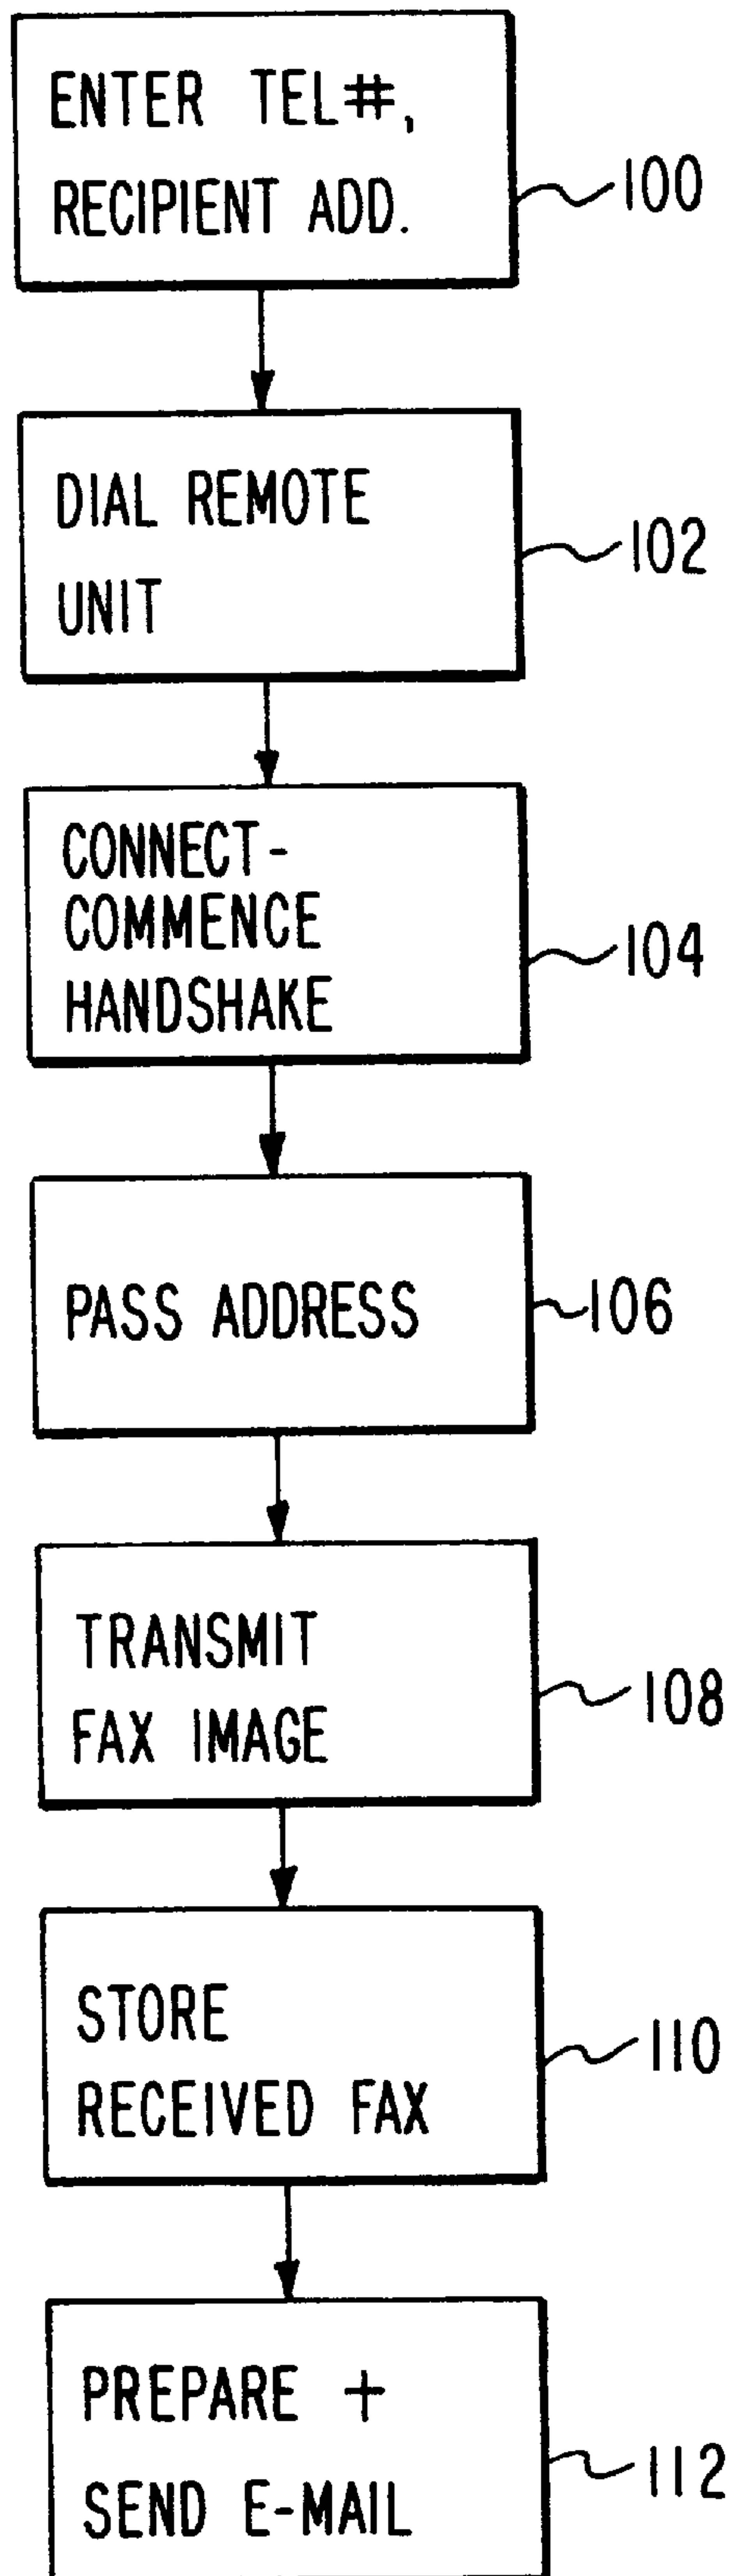 ENTER TEL#,
RECIPIENT ADD.
100
DIAL REMOTE
UNIT
102
CONNECT-
COMMENCE
HANDSHAKE
104
PASS ADDRESS
106
TRANSMIT
FAX IMAGE
108
STORE
RECEIVED FAX
110
PREPARE +
SEND E-MAIL
112